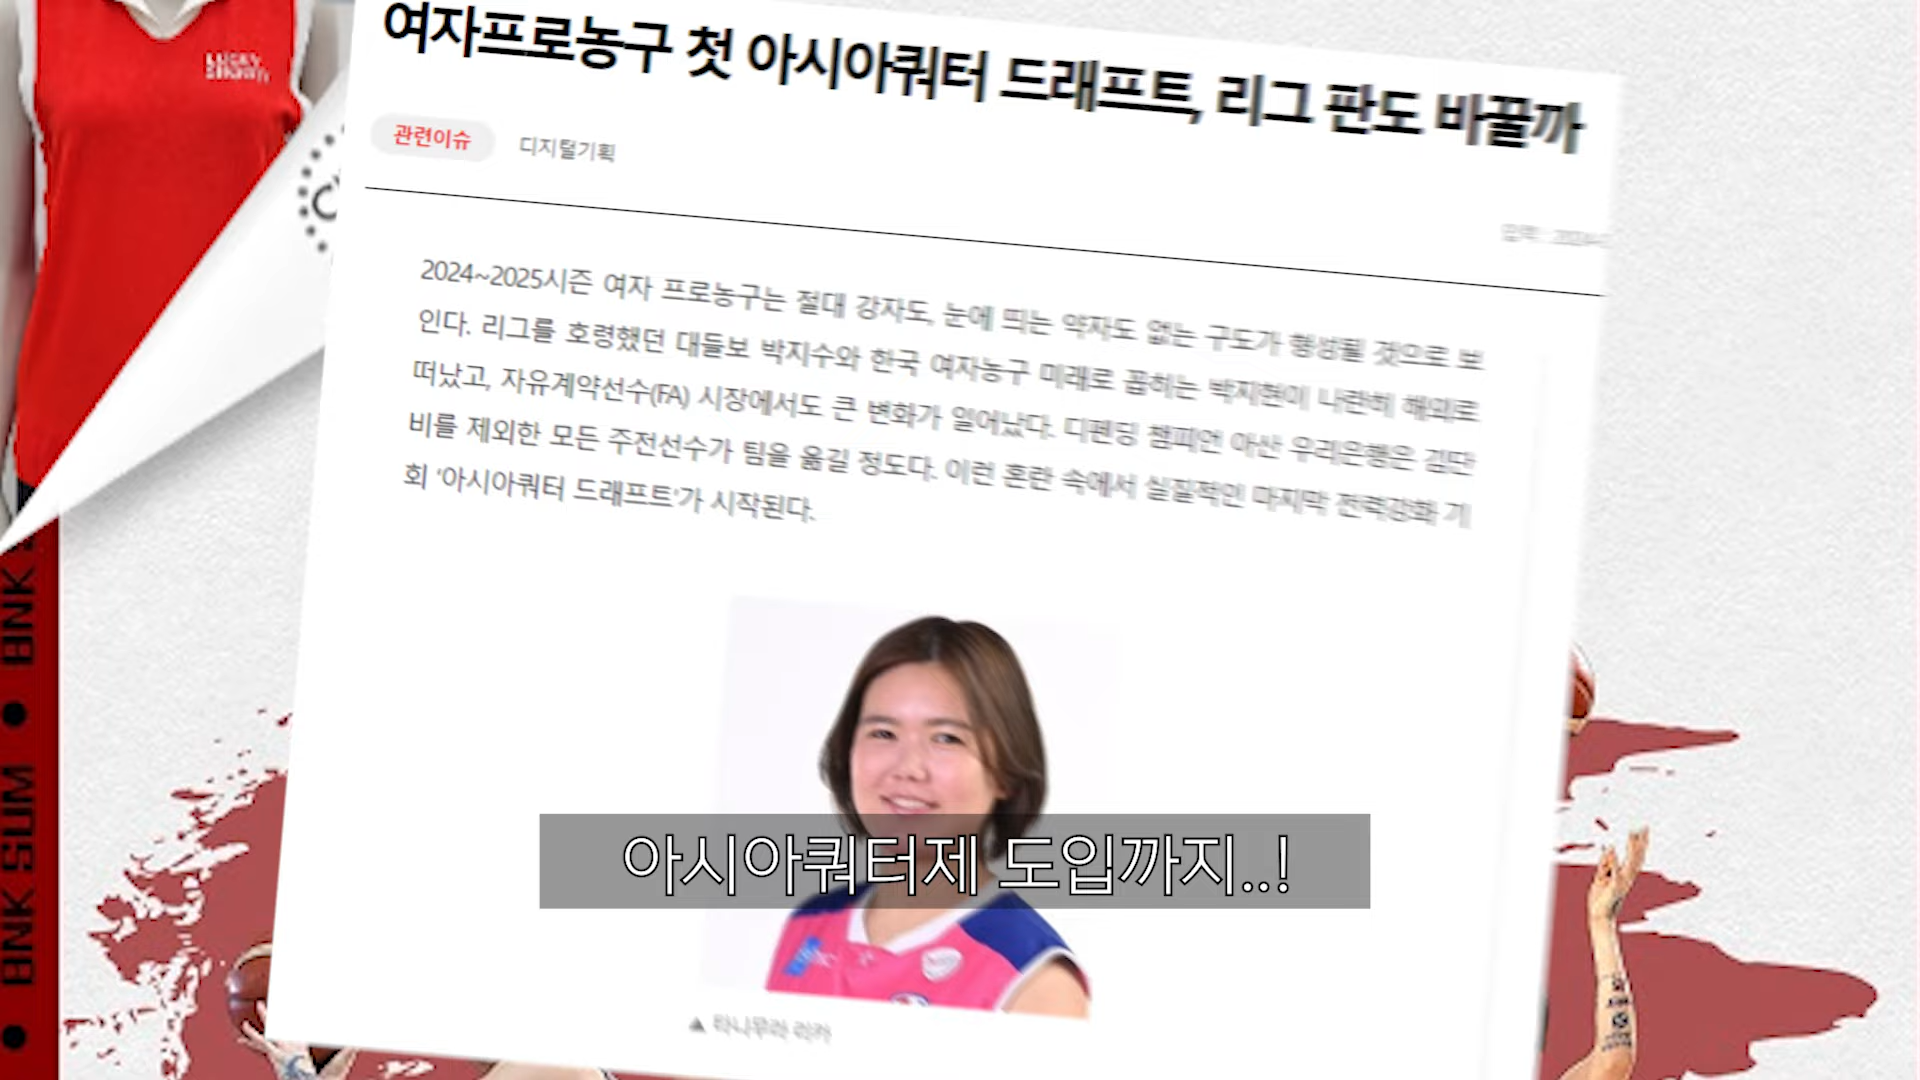 여자프로농구 첫 아시아쿼터 드래프트, 리그 판도 바꿀까
관련이슈 디지털기획
2024~2025시즌 여자 프로농구는 절대 강자도, 눈에 띄는 약자도 없는 구도가 형성될 것으로 보
인다. 리그를 호령했던 대들보 박지수와 한국 여자농구 미래로 꼽히는 박지현이 나란히 해외로
떠났고, 자유계약선수(FA) 시장에서도 큰 변화가 일어났다. 디펜딩 챔피언 아산 우리은행은 김단
비를 제외한 모든 주전선수가 팀을 옮길 정도다. 이런 혼란 속에서 실질적인 마지막 전력강화 기
회 '아시아쿼터 드래프트'가 시작된다.
아시아쿼터제 도입까지..!
▲ 타니무라 리카
BNK
BNK SUM